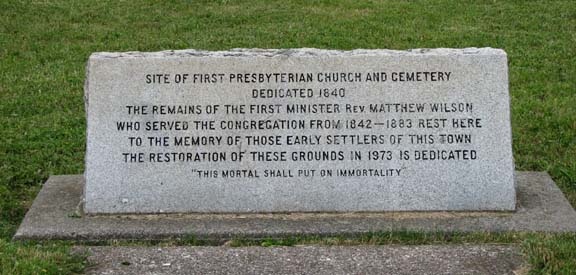 SITE OF FIRST PRESBYTERIAN CHURCH AND CEMETERY
DEDICATED 1840
THE REMAINS OF THE FIRST MINISTER REV. MATTHEW WILSON
WHO SERVED THE CONGREGATION FROM 1842—1883 REST HERE
TO THE MEMORY OF THOSE EARLY SETTLERS OF THIS TOWN
THE RESTORATION OF THESE GROUNDS IN 1973 IS DEDICATED
"THIS MORTAL SHALL PUT ON IMMORTALITY"